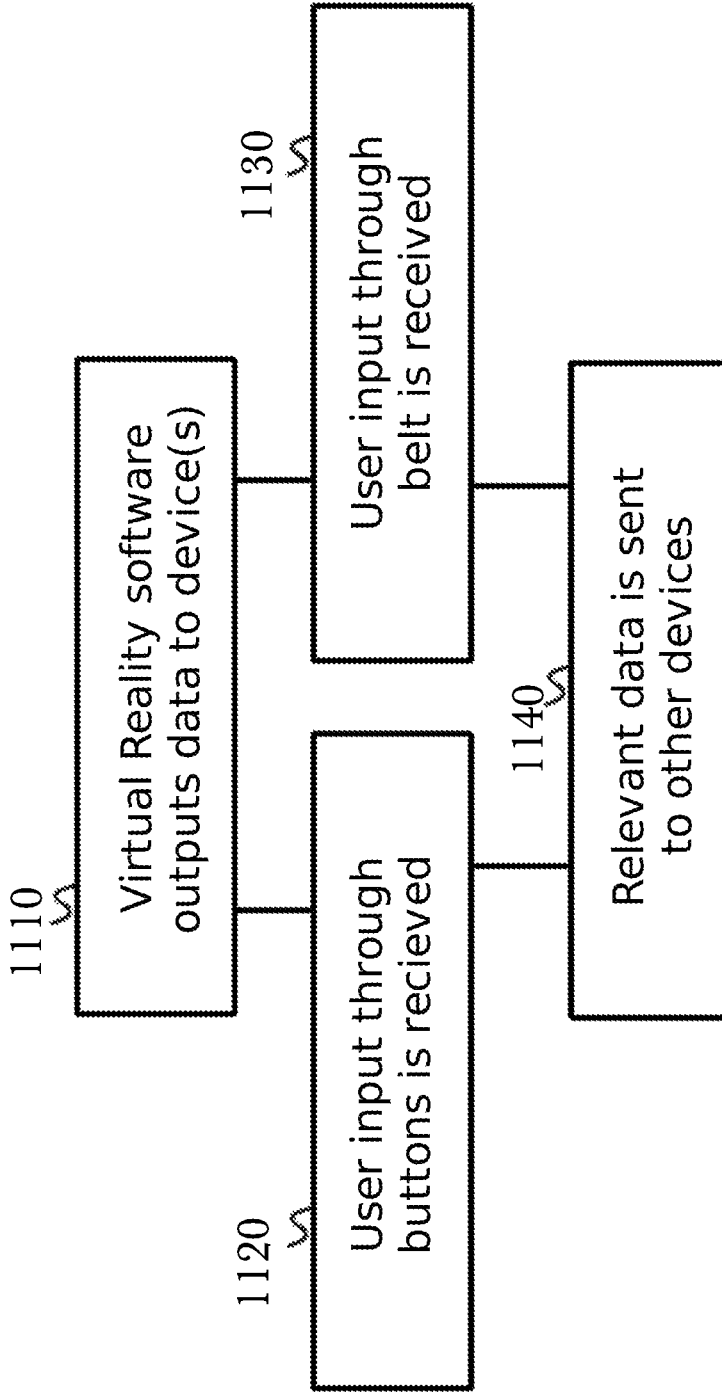 1110
Virtual Reality software
outputs data to device(s)
1120
User input through
buttons is recieved
1130
User input through
belt is received
1140
Relevant data is sent
to other devices